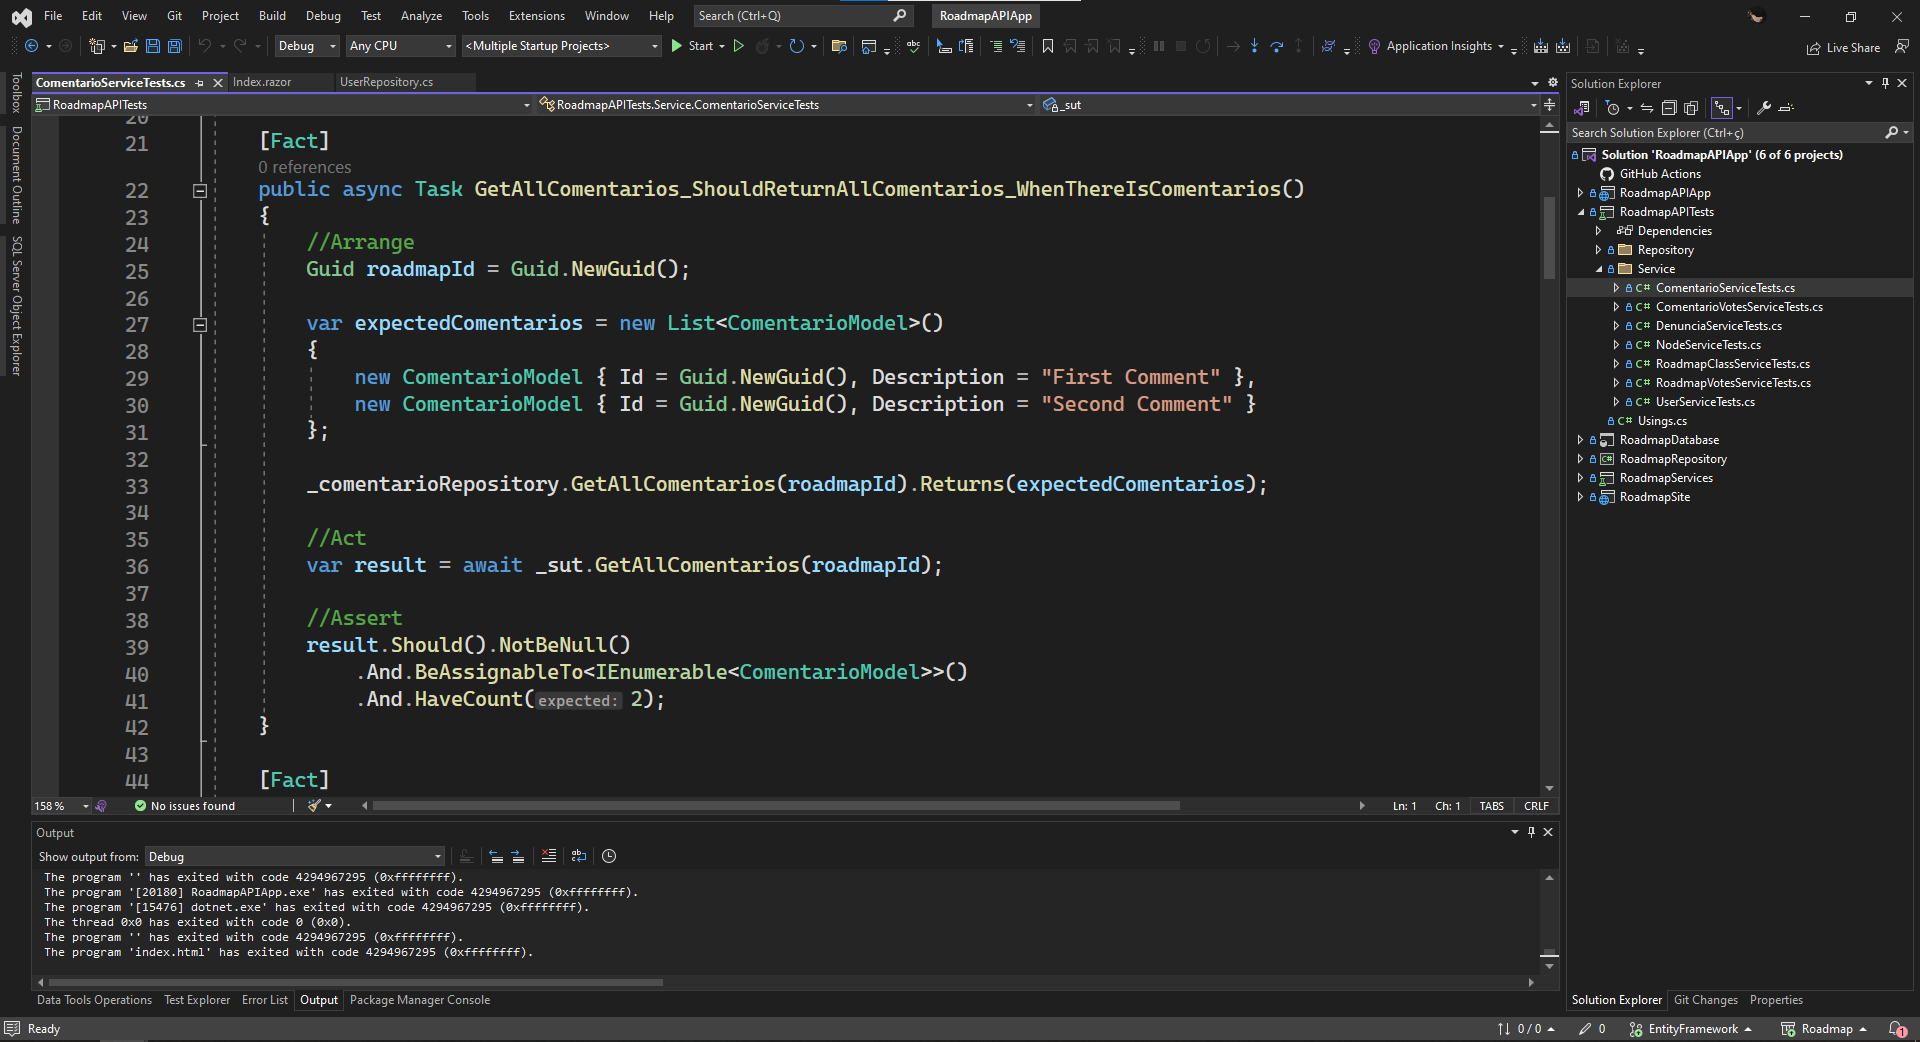 File Edit View Git Project Build Debug Test Analyze Tools Extensions Window Help Search (Ctrl+Q) RoadmapAPIApp
Debug Any CPU <Multiple Startup Projects> Start Application Insights Live Share
Toolbox
Document Outline
SQL Server Object Explorer
ComentarioServiceTests.cs Index.razor UserRepository.cs
RoadmapAPITests RoadmapAPITests.Service.ComentarioServiceTests _sut
20
21 [Fact]
0 references
22 public async Task GetAllComentarios_ShouldReturnAllComentarios_WhenThereIsComentarios()
23 {
24 //Arrange
25 Guid roadmapId = Guid.NewGuid();
26
27 var expectedComentarios = new List<ComentarioModel>()
28 {
29 new ComentarioModel { Id = Guid.NewGuid(), Description = "First Comment" },
30 new ComentarioModel { Id = Guid.NewGuid(), Description = "Second Comment" }
31 };
32
33 _comentarioRepository.GetAllComentarios(roadmapId).Returns(expectedComentarios);
34
35 //Act
36 var result = await _sut.GetAllComentarios(roadmapId);
37
38 //Assert
39 result.Should().NotBeNull()
40 .And.BeAssignableTo<IEnumerable<ComentarioModel>>()
41 .And.HaveCount(expected: 2);
42 }
43
44 [Fact]
158 % No issues found Ln: 1 Ch: 1 TABS CRLF
Output
Show output from: Debug
The program '' has exited with code 4294967295 (0xffffffff).
The program '[20180] RoadmapAPIApp.exe' has exited with code 4294967295 (0xffffffff).
The program '[15476] dotnet.exe' has exited with code 4294967295 (0xffffffff).
The thread 0x0 has exited with code 0 (0x0).
The program '' has exited with code 4294967295 (0xffffffff).
The program 'index.html' has exited with code 4294967295 (0xffffffff).
Data Tools Operations Test Explorer Error List Output Package Manager Console
Solution Explorer
Search Solution Explorer (Ctrl+ç)
Solution 'RoadmapAPIApp' (6 of 6 projects)
GitHub Actions
RoadmapAPIApp
RoadmapAPITests
Dependencies
Repository
Service
C# ComentarioServiceTests.cs
C# ComentarioVotesServiceTests.cs
C# DenunciaServiceTests.cs
C# NodeServiceTests.cs
C# RoadmapClassServiceTests.cs
C# RoadmapVotesServiceTests.cs
C# UserServiceTests.cs
C# Usings.cs
RoadmapDatabase
C# RoadmapRepository
RoadmapServices
RoadmapSite
Solution Explorer Git Changes Properties
Ready 0 / 0 0 EntityFramework Roadmap 1